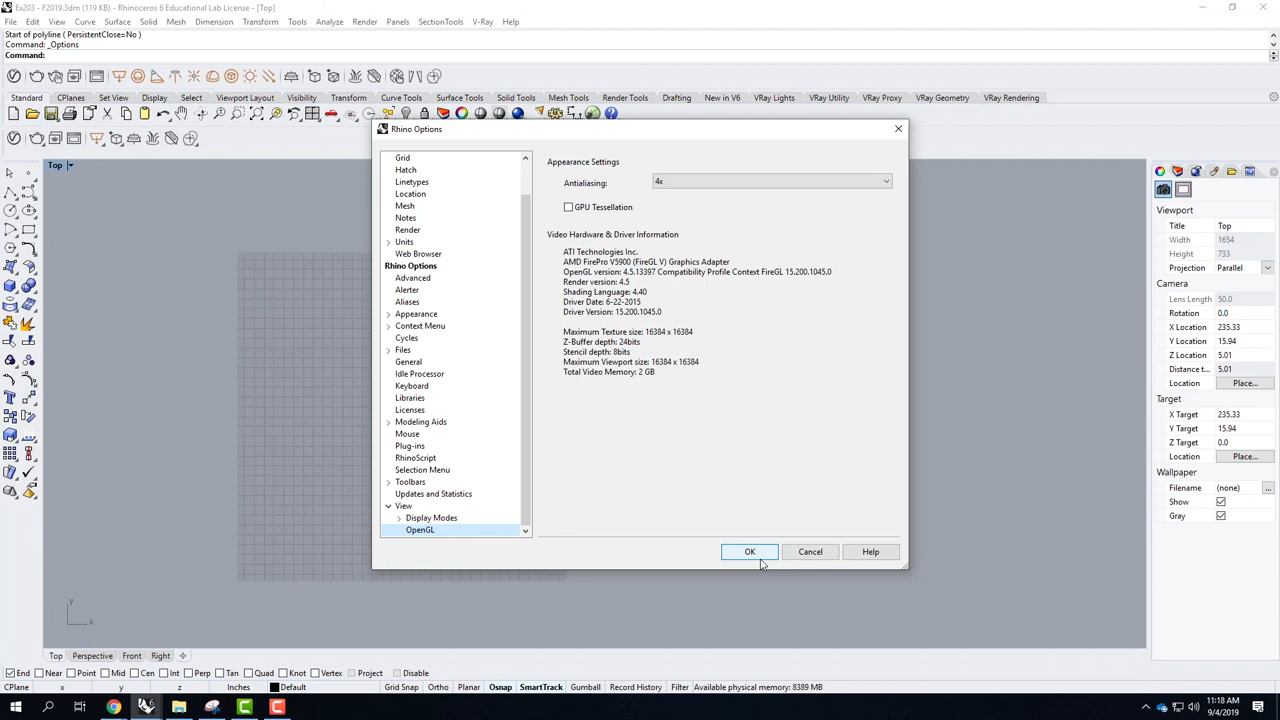 Ex203 - F2019.3dm (119 KB) - Rhinoceros 6 Educational Lab License - [Top]
File Edit View Curve Surface Solid Mesh Dimension Transform Tools Analyze Render Panels SectionTools V-Ray Help
Start of polyline ( PersistentClose=No )
Command: _Options
Command:
Standard CPlanes Set View Display Select Viewport Layout Visibility Transform Curve Tools Surface Tools Solid Tools Mesh Tools Render Tools Drafting New in V6 VRay Lights VRay Utility VRay Proxy VRay Geometry VRay Rendering
Rhino Options
Top
Grid
Hatch
Linetypes
Location
Mesh
Notes
Render
Units
Web Browser
Rhino Options
Advanced
Alerter
Aliases
Appearance
Context Menu
Cycles
Files
General
Idle Processor
Keyboard
Libraries
Licenses
Modeling Aids
Mouse
Plug-ins
RhinoScript
Selection Menu
Toolbars
Updates and Statistics
View
Display Modes
OpenGL
Appearance Settings
Antialiasing: 4x
GPU Tessellation
Video Hardware & Driver Information
ATI Technologies Inc.
AMD FirePro V5900 (FireGL V) Graphics Adapter
OpenGL version: 4.5.13397 Compatibility Profile Context FireGL 15.200.1045.0
Render version: 4.5
Shading Language: 4.40
Driver Date: 6-22-2015
Driver Version: 15.200.1045.0
Maximum Texture size: 16384 x 16384
Z-Buffer depth: 24bits
Stencil depth: 8bits
Maximum Viewport size: 16384 x 16384
Total Video Memory: 2 GB
OK Cancel Help
Viewport
Title Top
Width 1654
Height 733
Projection Parallel
Camera
Lens Length 50.0
Rotation 0.0
X Location 235.33
Y Location 15.94
Z Location 5.01
Distance t... 5.01
Location Place...
Target
X Target 235.33
Y Target 15.94
Z Target 0.0
Location Place...
Wallpaper
Filename (none) ...
Show
Gray
y
x
Top Perspective Front Right
End Near Point Mid Cen Int Perp Tan Quad Knot Vertex Project Disable
CPlane x y z Inches Default Grid Snap Ortho Planar Osnap SmartTrack Gumball Record History Filter Available physical memory: 8389 MB
11:18 AM
9/4/2019